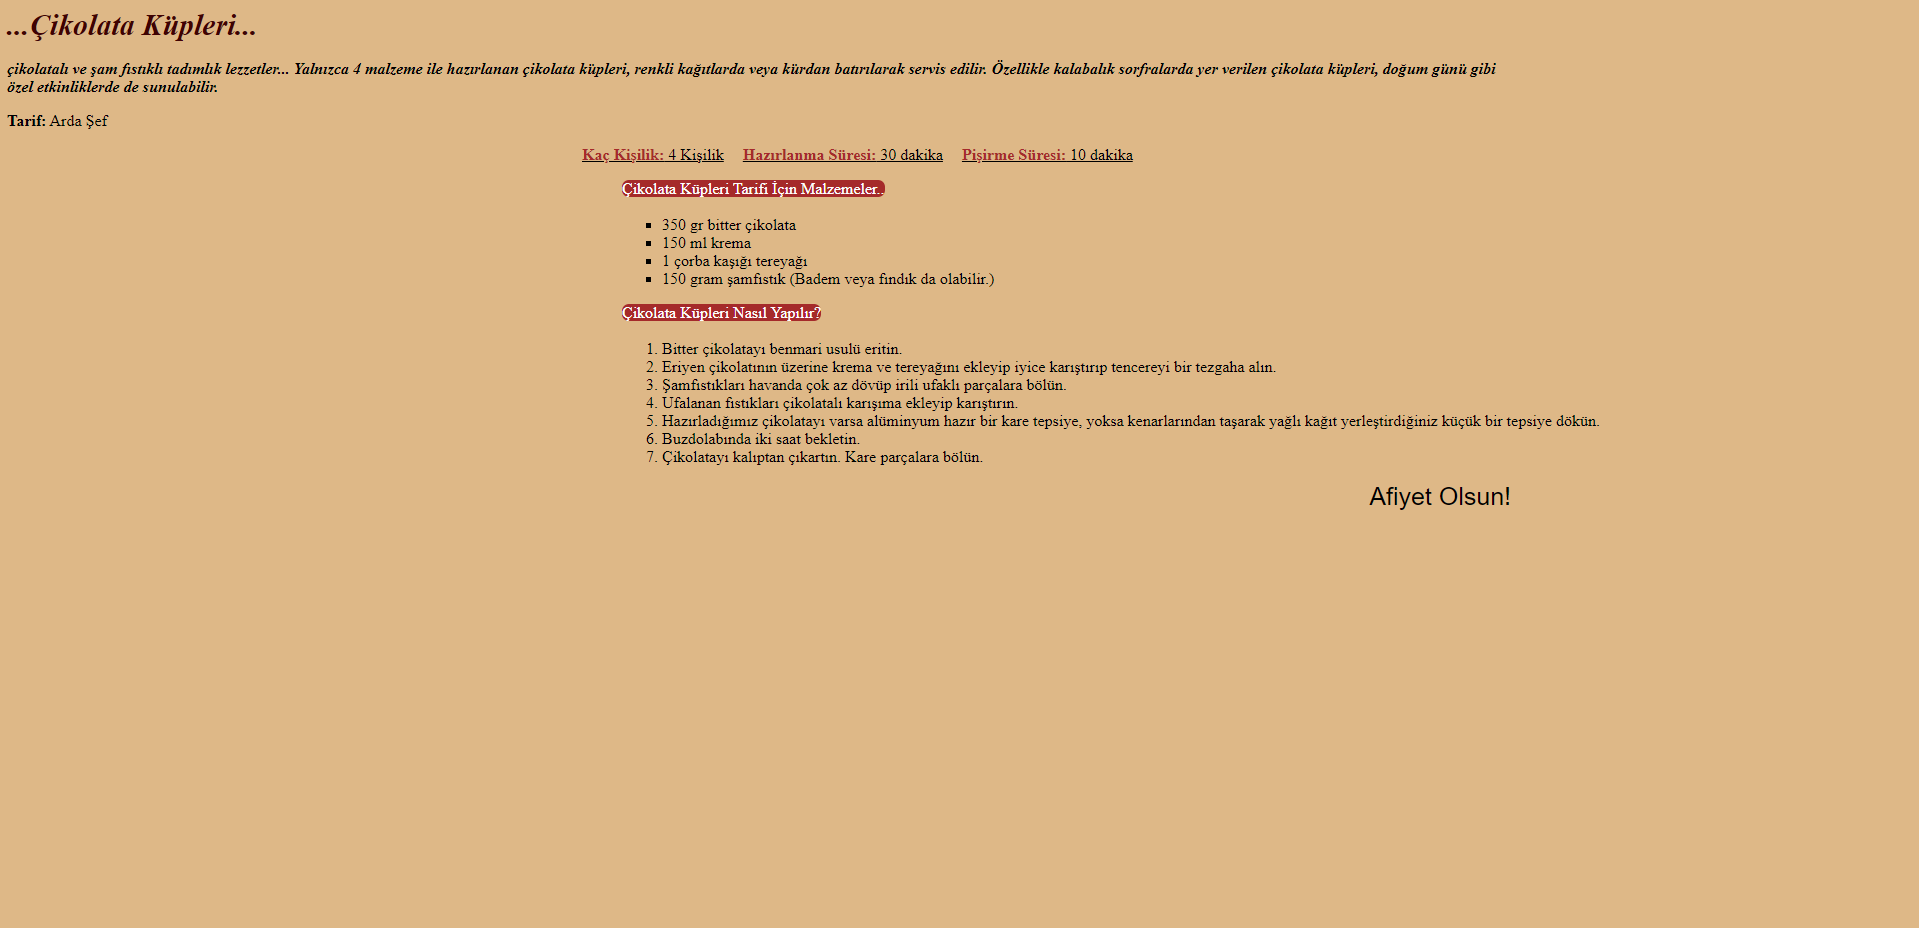 ...Çikolata Küpleri...
çikolatalı ve şam fıstıklı tadımlık lezzetler... Yalnızca 4 malzeme ile hazırlanan çikolata küpleri, renkli kağıtlarda veya kürdan batırılarak servis edilir. Özellikle kalabalık sorfralarda yer verilen çikolata küpleri, doğum günü gibi
özel etkinliklerde de sunulabilir.
Tarif: Arda Şef
Kaç Kişilik: 4 Kişilik Hazırlanma Süresi: 30 dakika Pişirme Süresi: 10 dakika
Çikolata Küpleri Tarifi İçin Malzemeler..
350 gr bitter çikolata
150 ml krema
1 çorba kaşığı tereyağı
150 gram şamfıstık (Badem veya fındık da olabilir.)
Çikolata Küpleri Nasıl Yapılır?
1. Bitter çikolatayı benmari usulü eritin.
2. Eriyen çikolatının üzerine krema ve tereyağını ekleyip iyice karıştırıp tencereyi bir tezgaha alın.
3. Şamfıstıkları havanda çok az dövüp irili ufaklı parçalara bölün.
4. Ufalanan fıstıkları çikolatalı karışıma ekleyip karıştırın.
5. Hazırladığımız çikolatayı varsa alüminyum hazır bir kare tepsiye, yoksa kenarlarından taşarak yağlı kağıt yerleştirdiğiniz küçük bir tepsiye dökün.
6. Buzdolabında iki saat bekletin.
7. Çikolatayı kalıptan çıkartın. Kare parçalara bölün.
Afiyet Olsun!